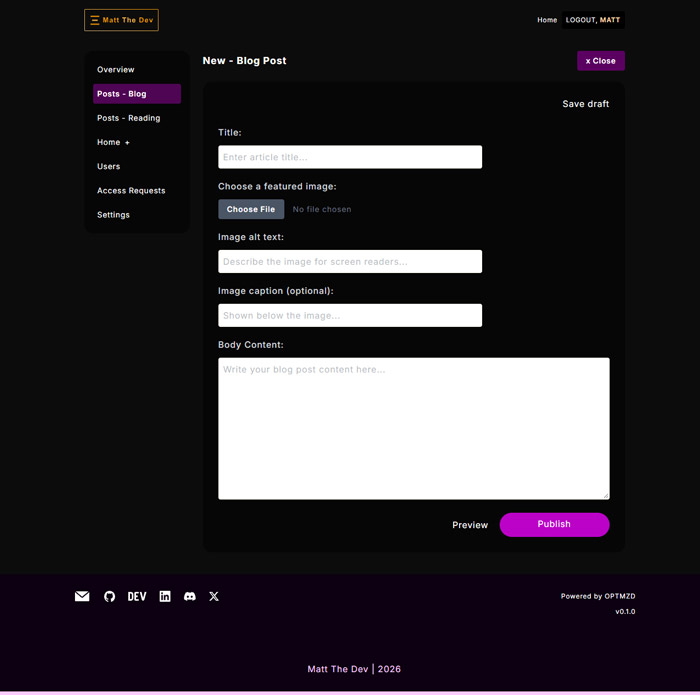 Matt The Dev
Home
LOGOUT, MATT
Overview
Posts - Blog
Posts - Reading
Home +
Users
Access Requests
Settings
New - Blog Post
x Close
Save draft
Title:
Enter article title...
Choose a featured image:
Choose File
No file chosen
Image alt text:
Describe the image for screen readers...
Image caption (optional):
Shown below the image...
Body Content:
Write your blog post content here...
Preview
Publish
DEV
Powered by OPTMZD
v0.1.0
Matt The Dev | 2026